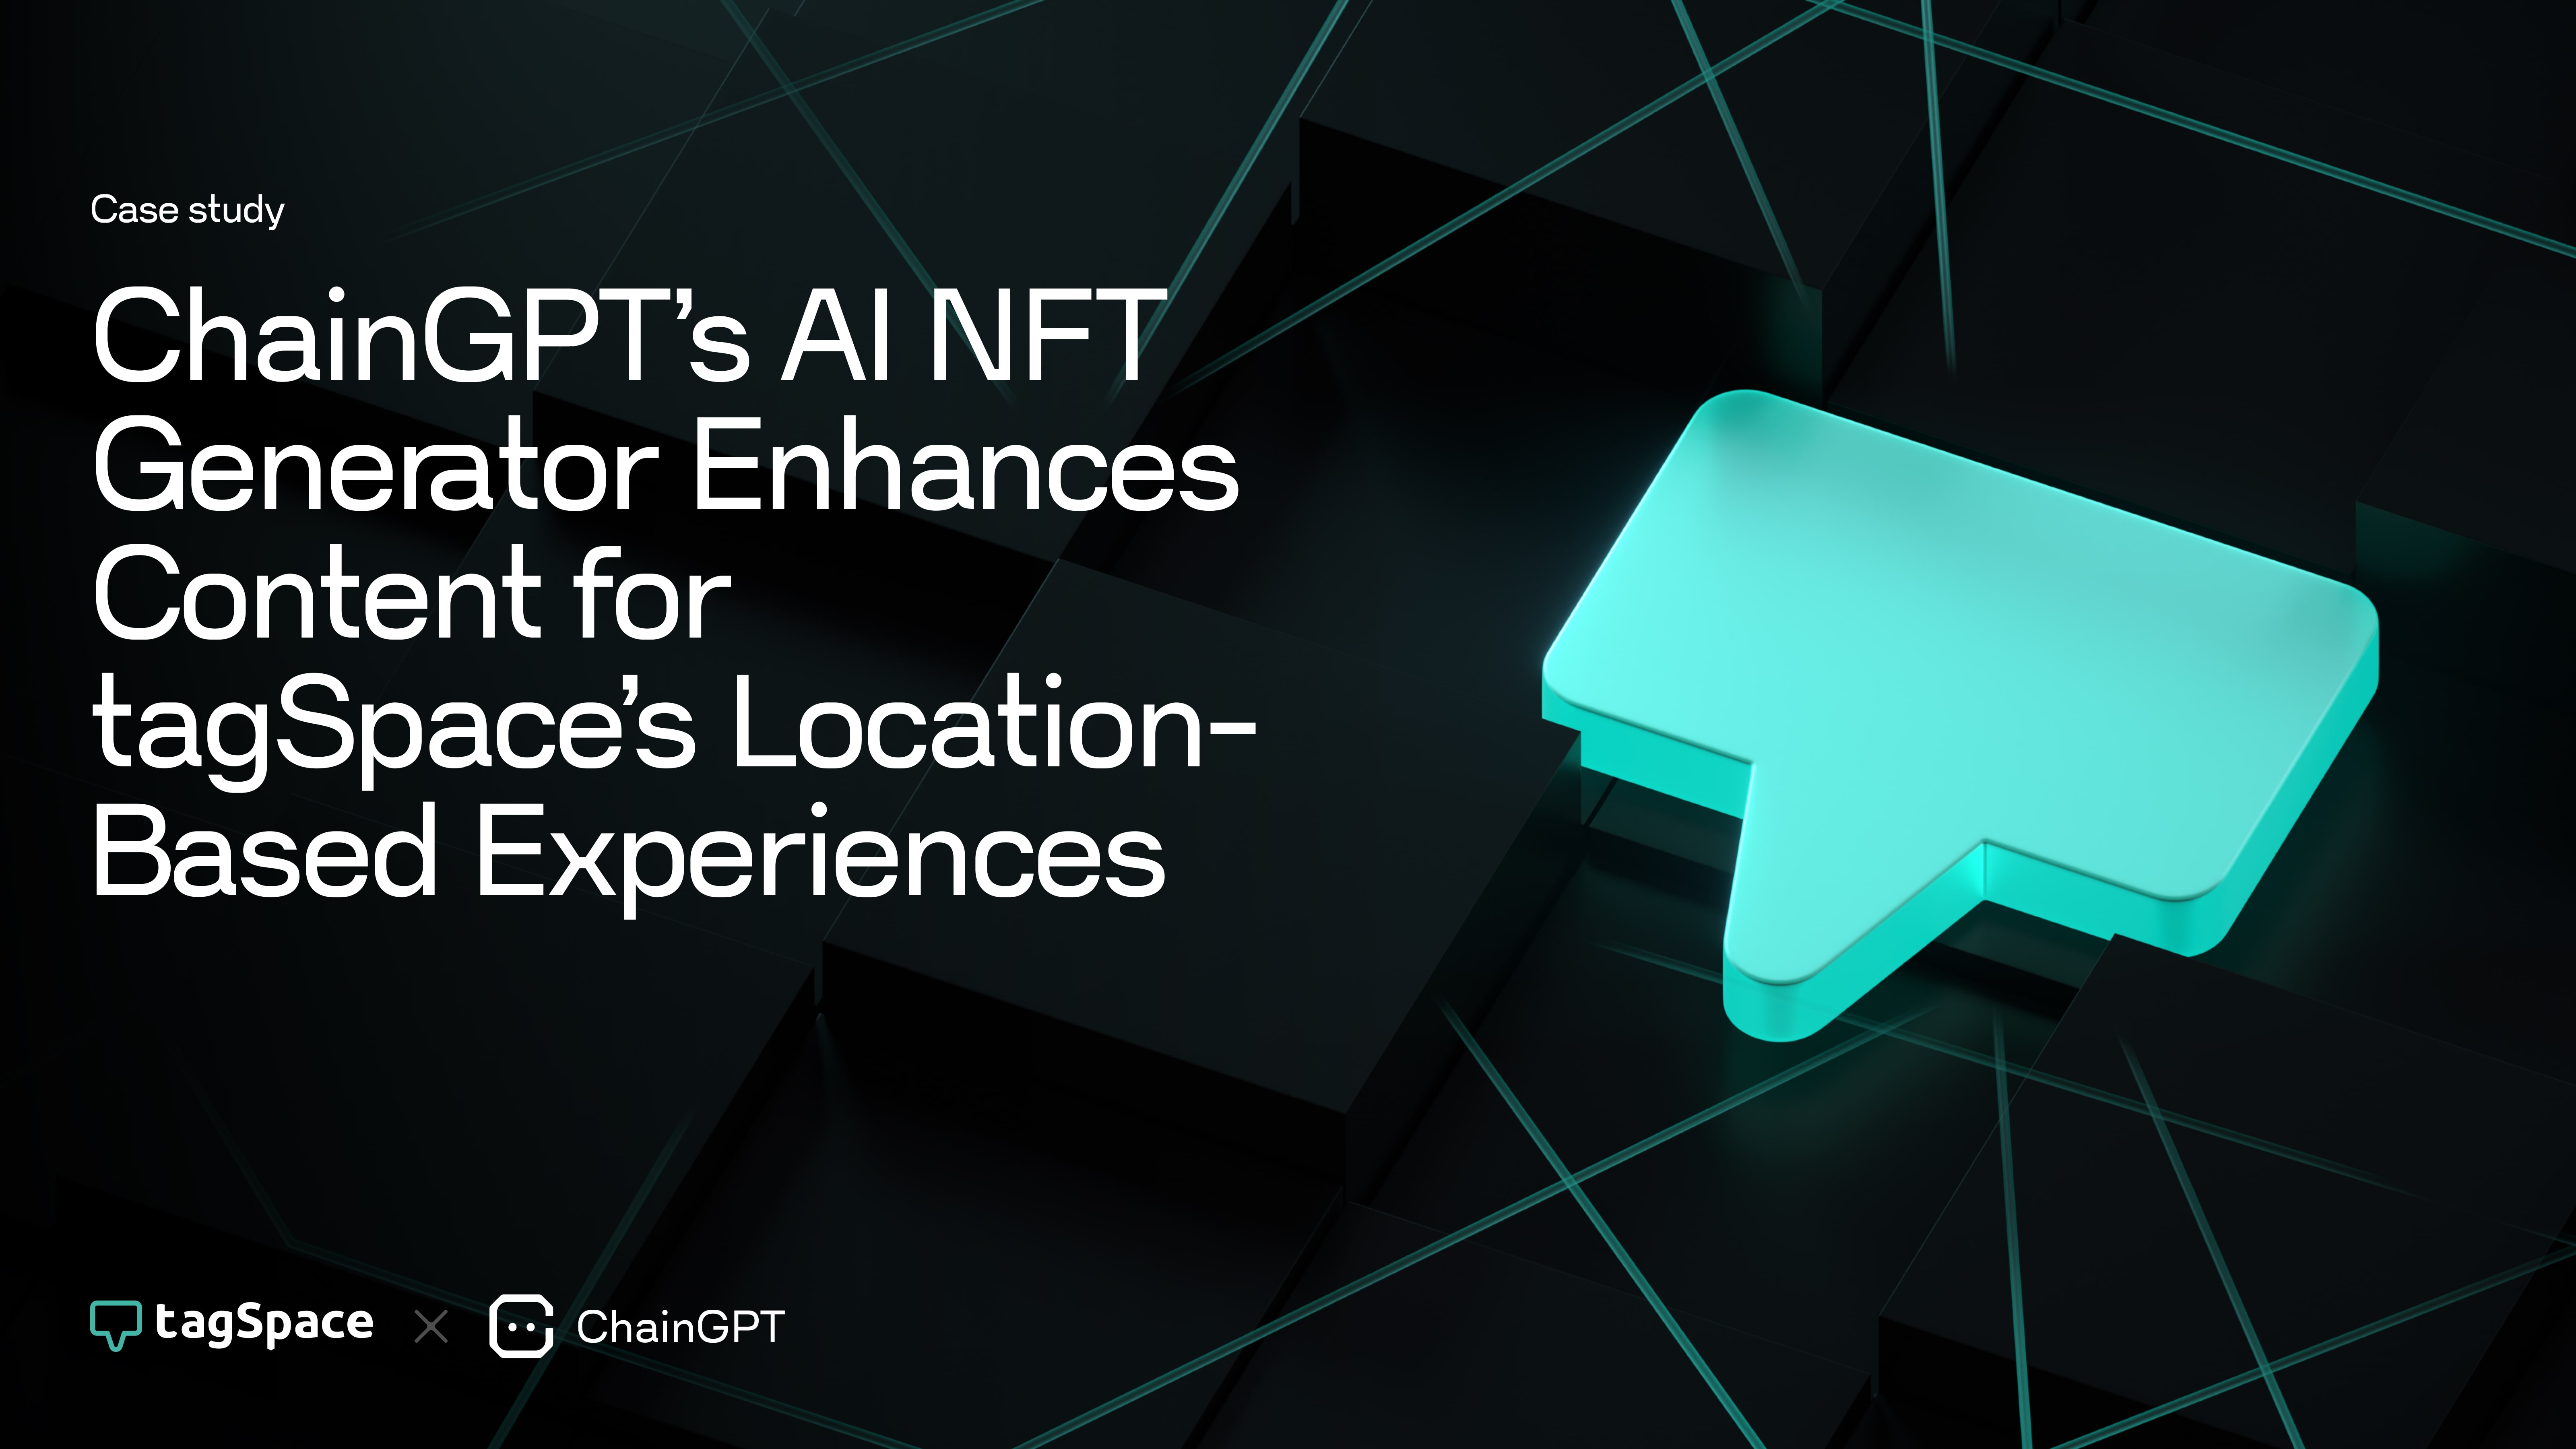 Case study
ChainGPT’s AI NFT
Generator Enhances
Content for
tagSpace’s Location-
Based Experiences
tagSpace
ChainGPT